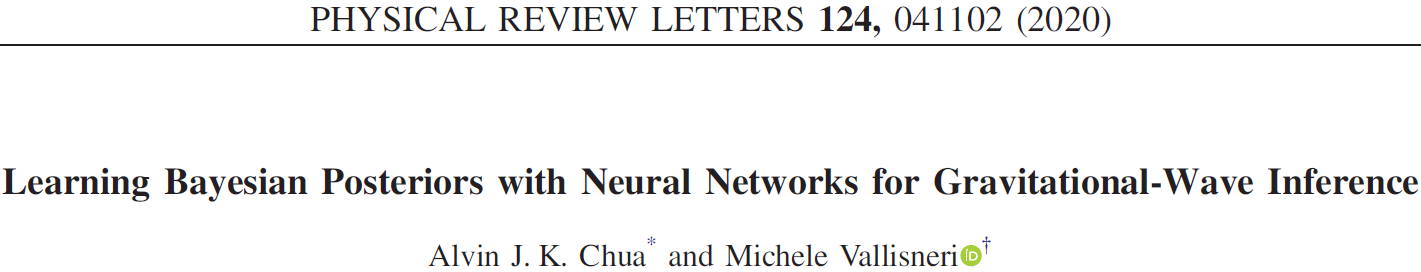 PHYSICAL REVIEW LETTERS 124, 041102 (2020)
Learning Bayesian Posteriors with Neural Networks for Gravitational-Wave Inference
Alvin J. K. Chua* and Michele Vallisneri iD†